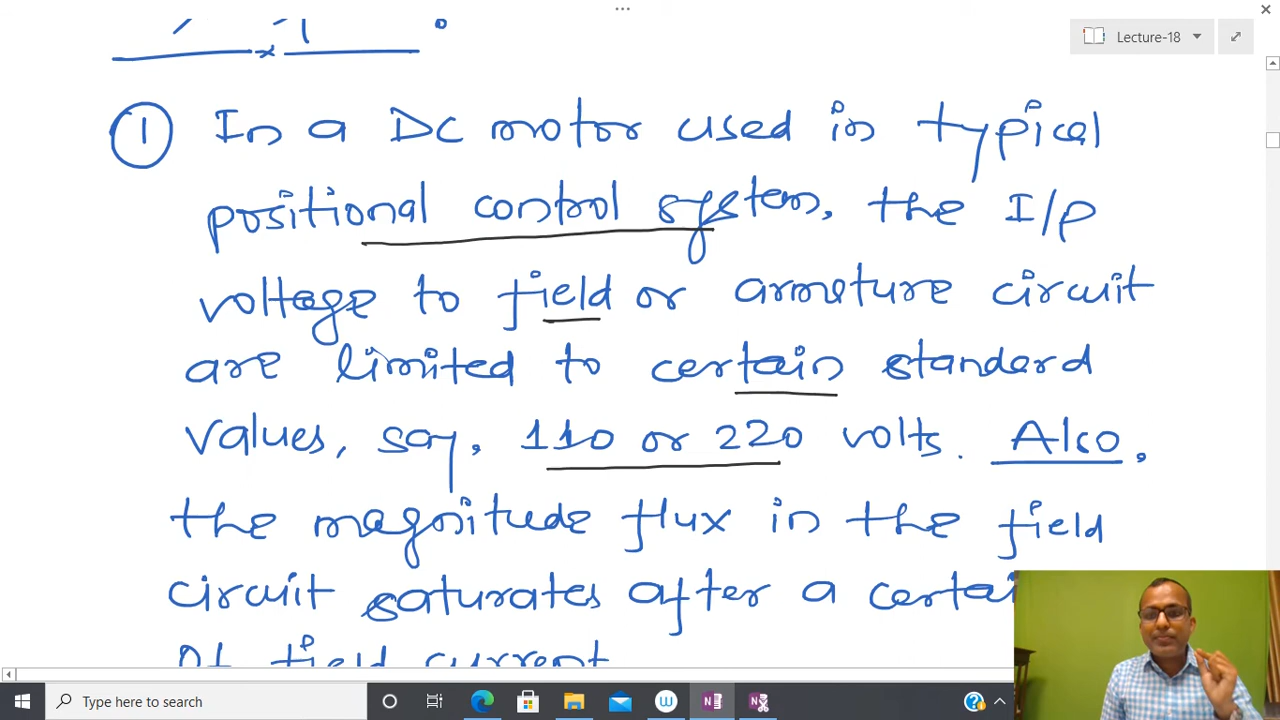 Lecture-18
① In a DC motor used in typical
positional control system, the I/P
voltage to field or armeture circuit
are limited to certain standard
values, say, 110 or 220 volts. Also,
the magnitude flux in the field
circuit saturates after a certai
of field current
Type here to search